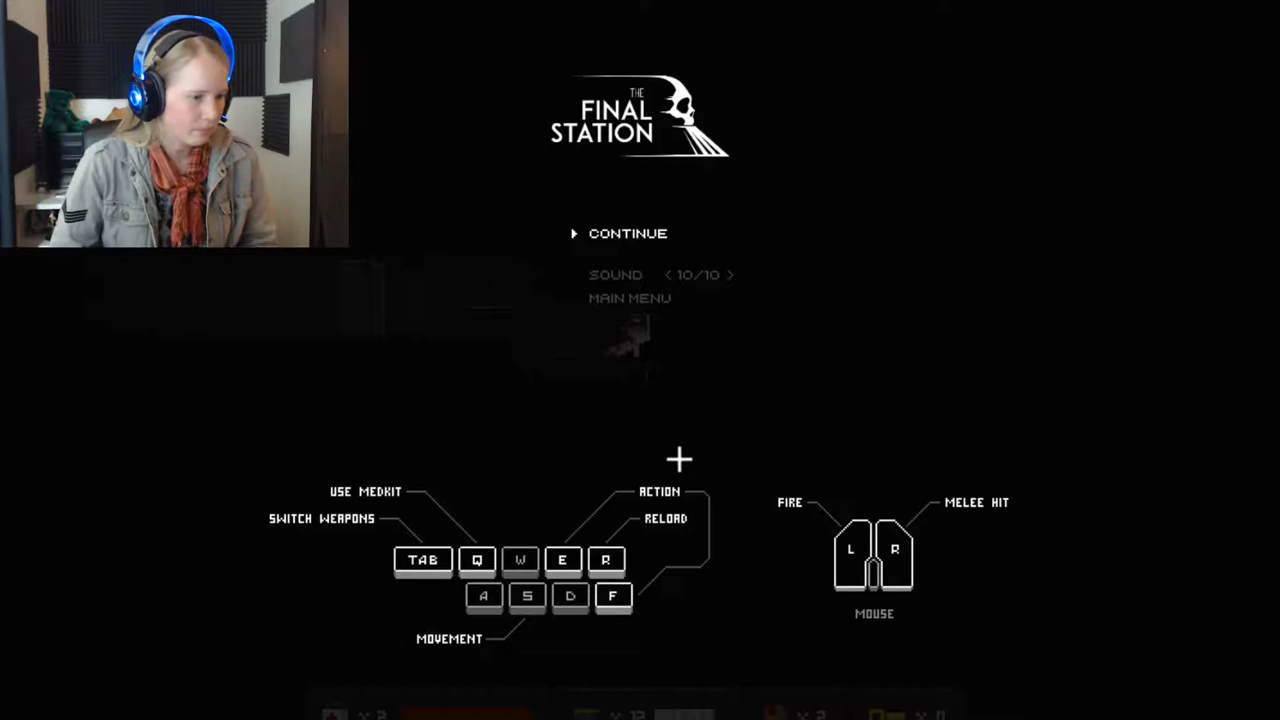 THE
FINAL
STATION
CONTINUE
SOUND < 10/10 >
MAIN MENU
USE MEDKIT
ACTION
SWITCH WEAPONS
RELOAD
FIRE
MELEE HIT
TAB Q W E R
A S D F
L R
MOUSE
MOVEMENT